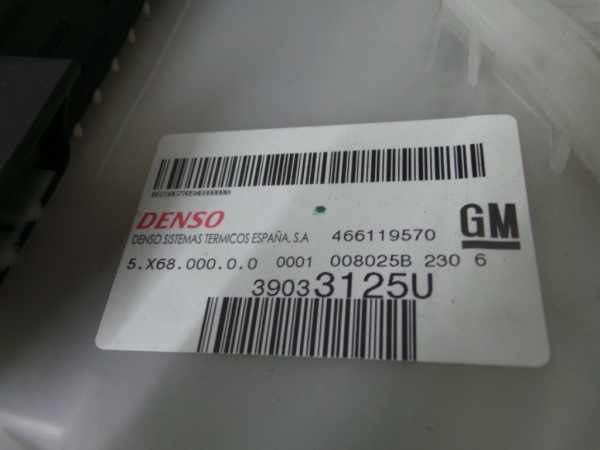 DENSO
DENSO SISTEMAS TERMICOS ESPAÑA, S.A
466119570
GM
5.X68.000.0.0 0001 008025B 230 6
39033125U